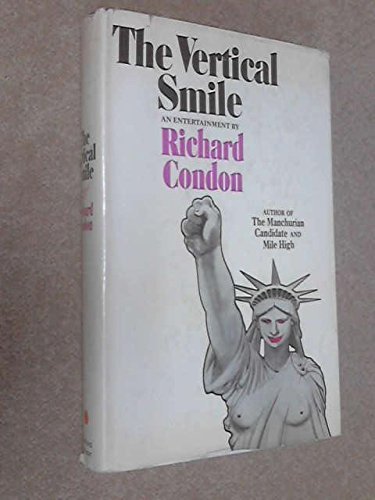 The Vertical
Smile
AN ENTERTAINMENT BY
Richard
Condon
AUTHOR OF
The Manchurian
Candidate AND
Mile High
The
Vertical
Smile
Richard
Condon